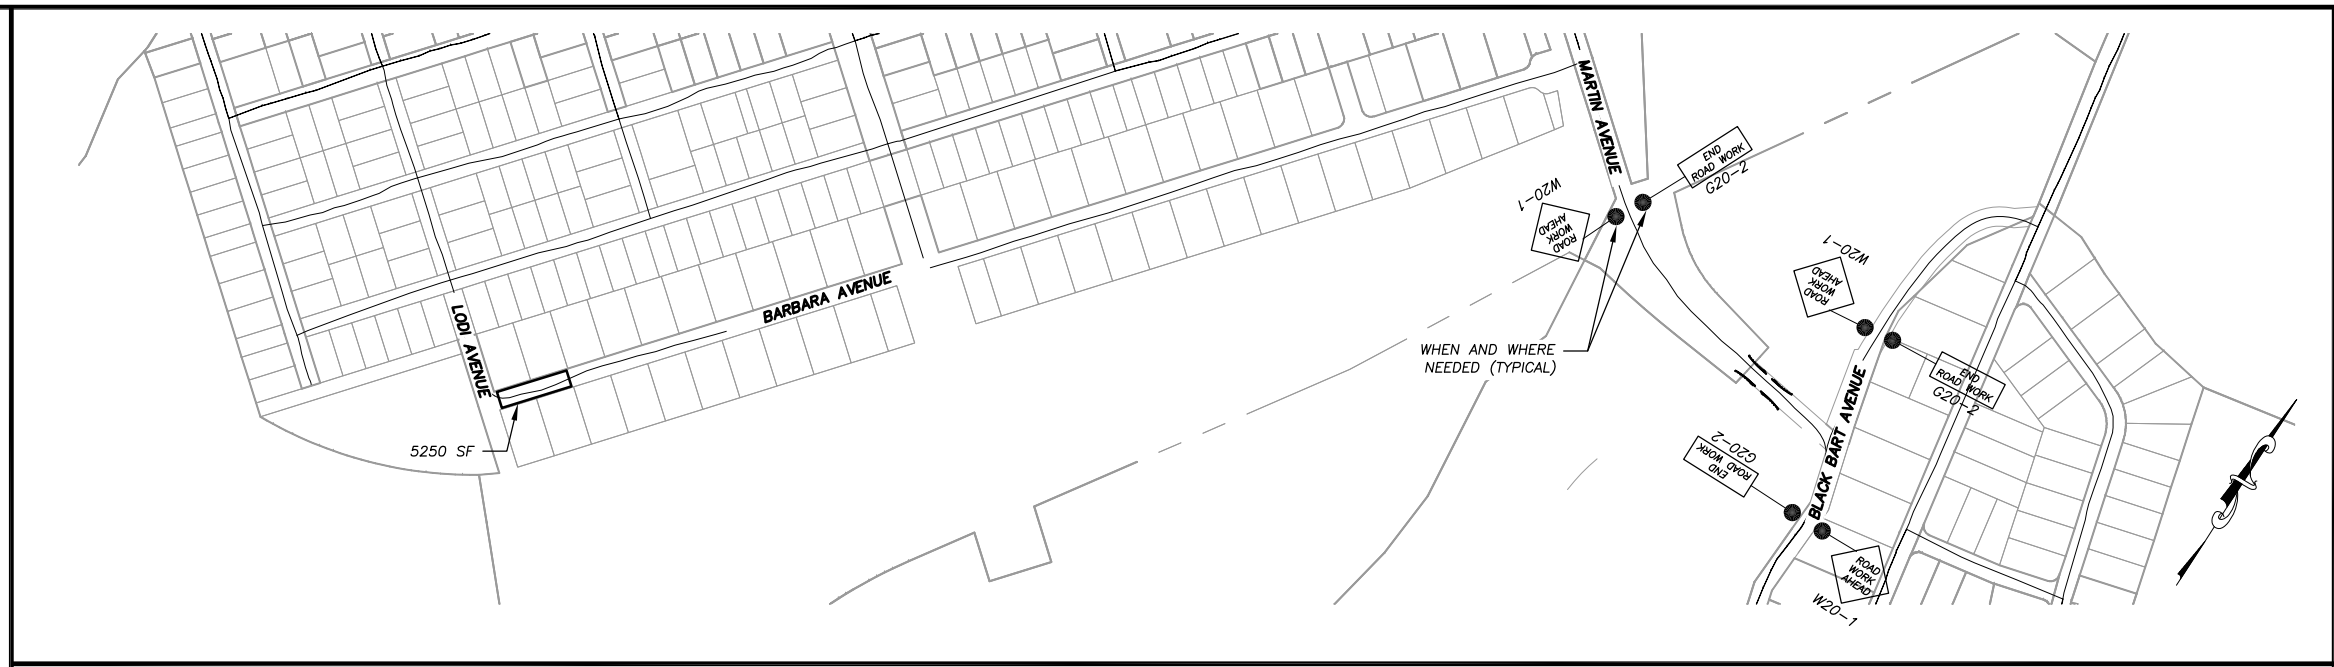 MARTIN AVENUE
END
ROAD WORK
G20-2
W20-1
ROAD
WORK
AHEAD
W20-1
ROAD
WORK
AHEAD
LODI AVENUE
BARBARA AVENUE
WHEN AND WHERE
NEEDED (TYPICAL)
END
ROAD WORK
G20-2
BLACK BART AVENUE
5250 SF
G20-2
END
ROAD WORK
ROAD
WORK
AHEAD
W20-1